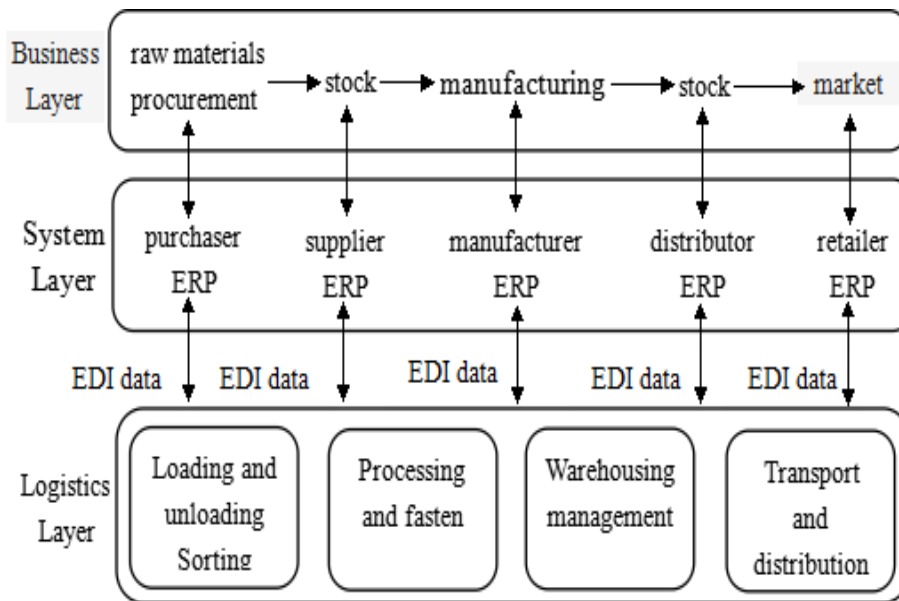 Business
Layer
raw materials
procurement
stock
manufacturing
stock
market
System
Layer
purchaser
ERP
supplier
ERP
manufacturer
ERP
distributor
ERP
retailer
ERP
EDI data
EDI data
EDI data
EDI data
EDI data
Logistics
Layer
Loading and
unloading
Sorting
Processing
and fasten
Warehousing
management
Transport
and
distribution